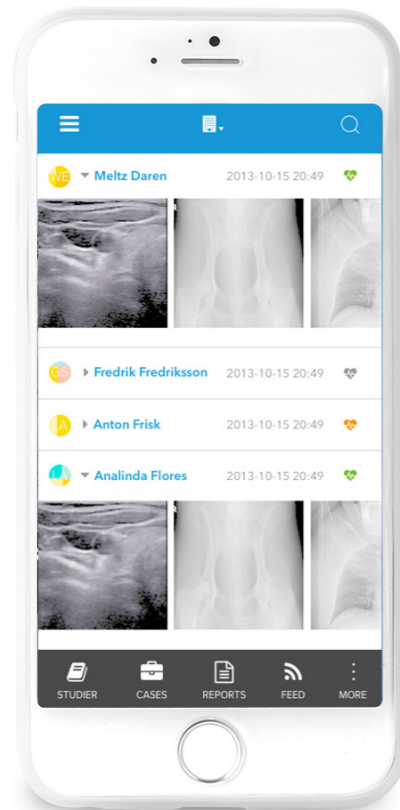 WE Meltz Daren 2013-10-15 20:49
GS Fredrik Fredriksson 2013-10-15 20:49
LA Anton Frisk 2013-10-15 20:49
LA Analinda Flores 2013-10-15 20:49
STUDIER CASES REPORTS FEED MORE